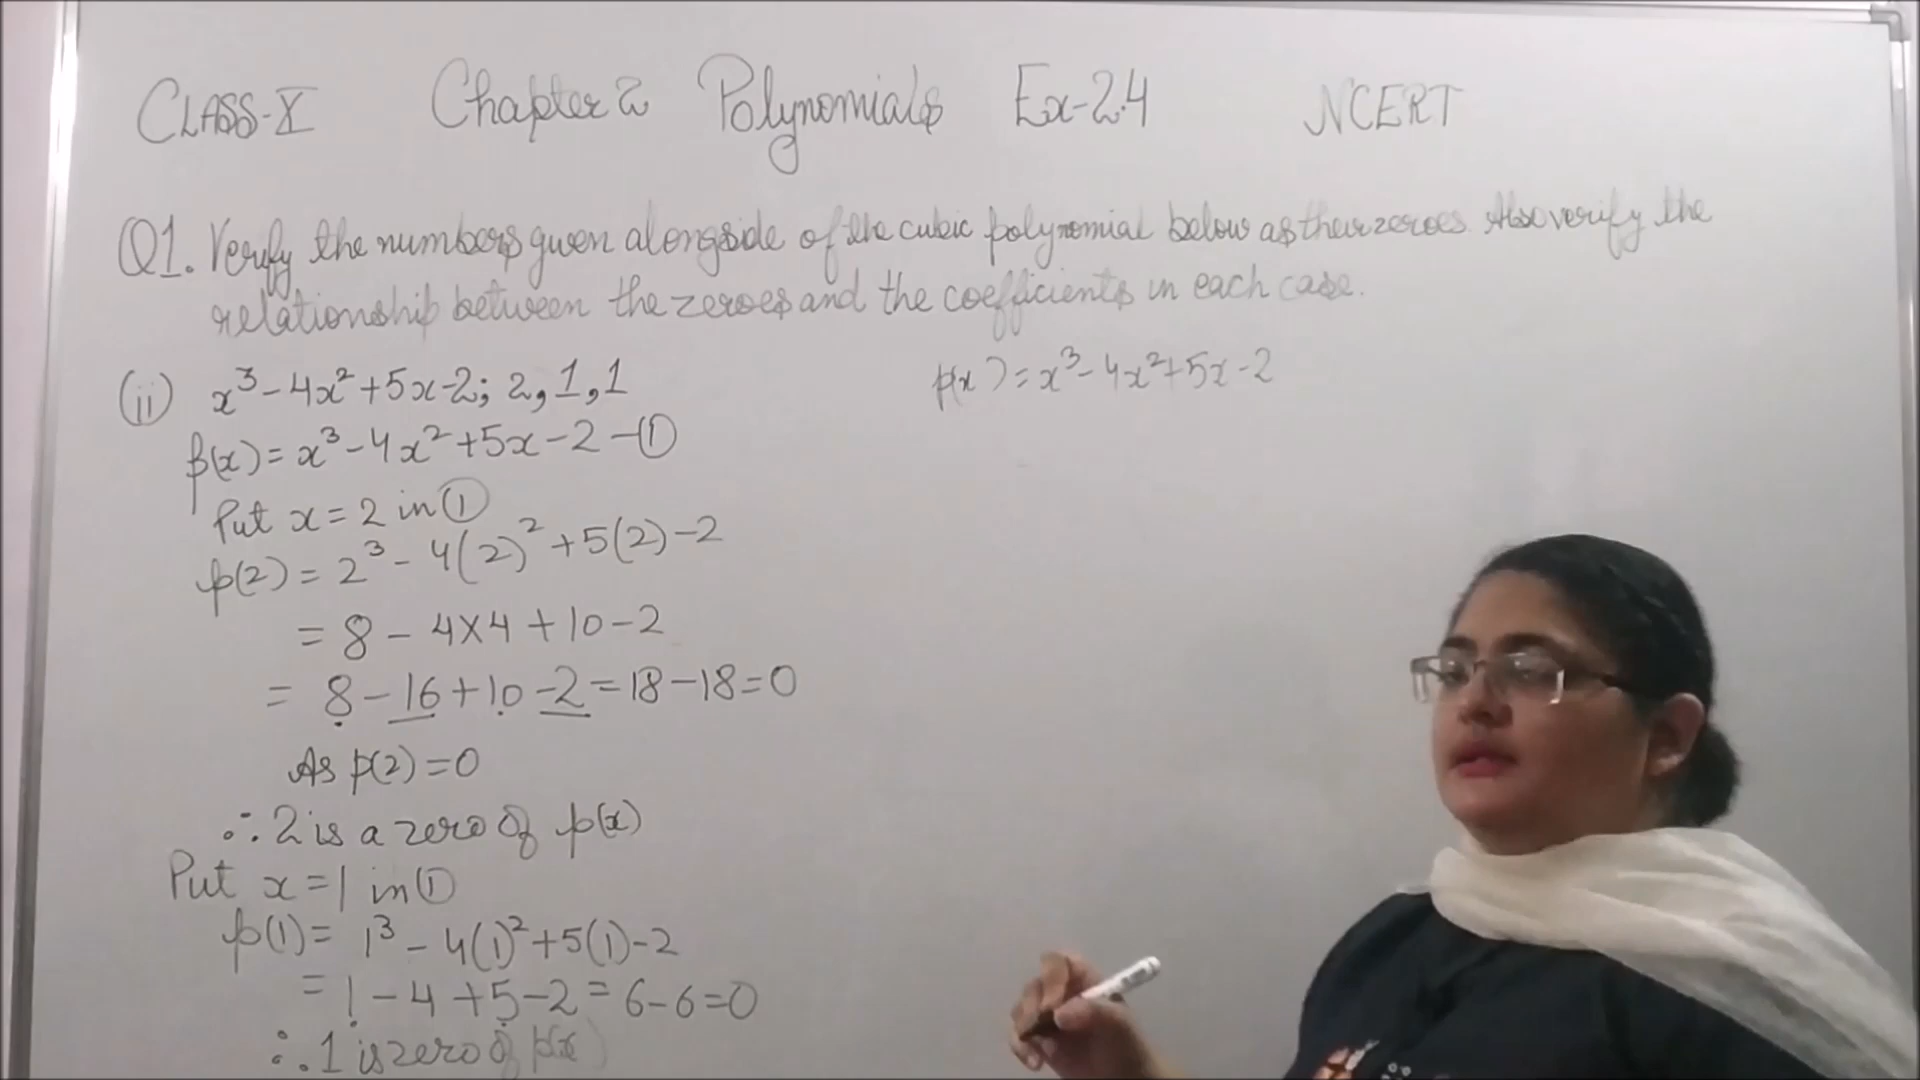 CLASS-X Chapter 2 Polynomials Ex-2.4 NCERT
Q1. Verify the numbers given alongside of the cubic polynomial below as their zeroes. Also verify the
relationship between the zeroes and the coefficients in each case.
(ii) x³-4x²+5x-2; 2,1,1
p(x)=x³-4x²+5x-2 -①
Put x=2 in ①
p(2)=2³-4(2)²+5(2)-2
=8-4×4+10-2
=8-16+10-2=18-18=0
As p(2)=0
∴ 2 is a zero of p(x)
Put x=1 in ①
p(1)=1³-4(1)²+5(1)-2
=1-4+5-2=6-6=0
∴ 1 is zero of p(x)
p(x)=x³-4x²+5x-2